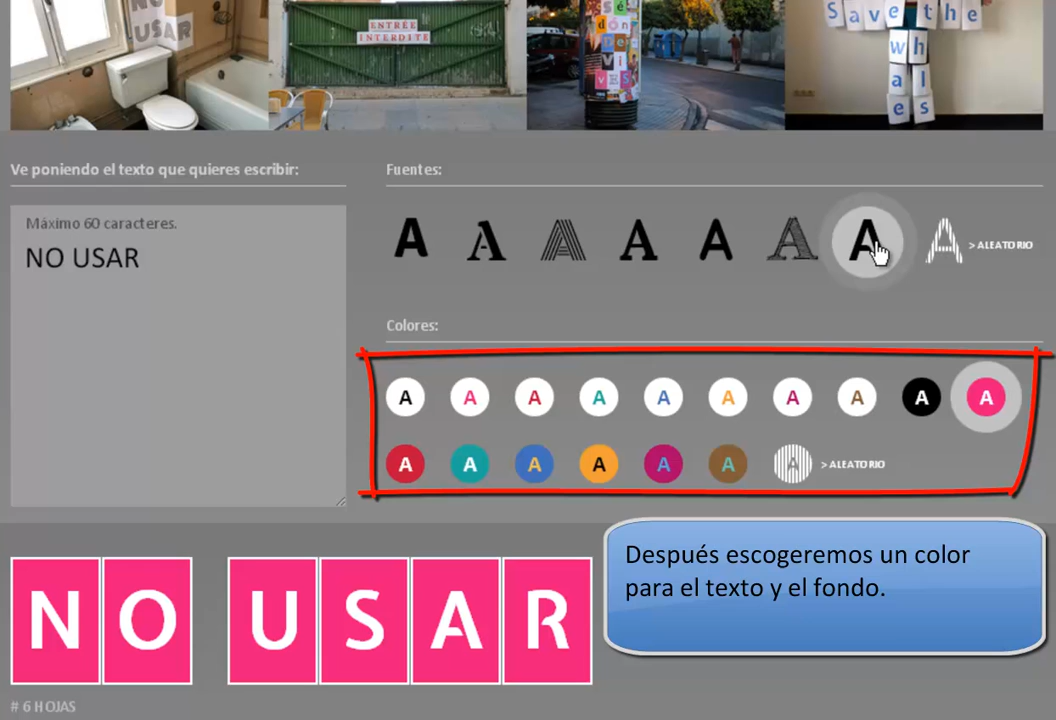 NO
USAR
ENTRÉE
INTERDITE
Save the
wh
al
es
Ve poniendo el texto que quieres escribir:
Máximo 60 caracteres.
NO USAR
Fuentes:
A A A A A A A A > ALEATORIO
Colores:
A A A A A A A A A A
A A A A A A A > ALEATORIO
Después escogeremos un color
para el texto y el fondo.
NO USAR
# 6 HOJAS